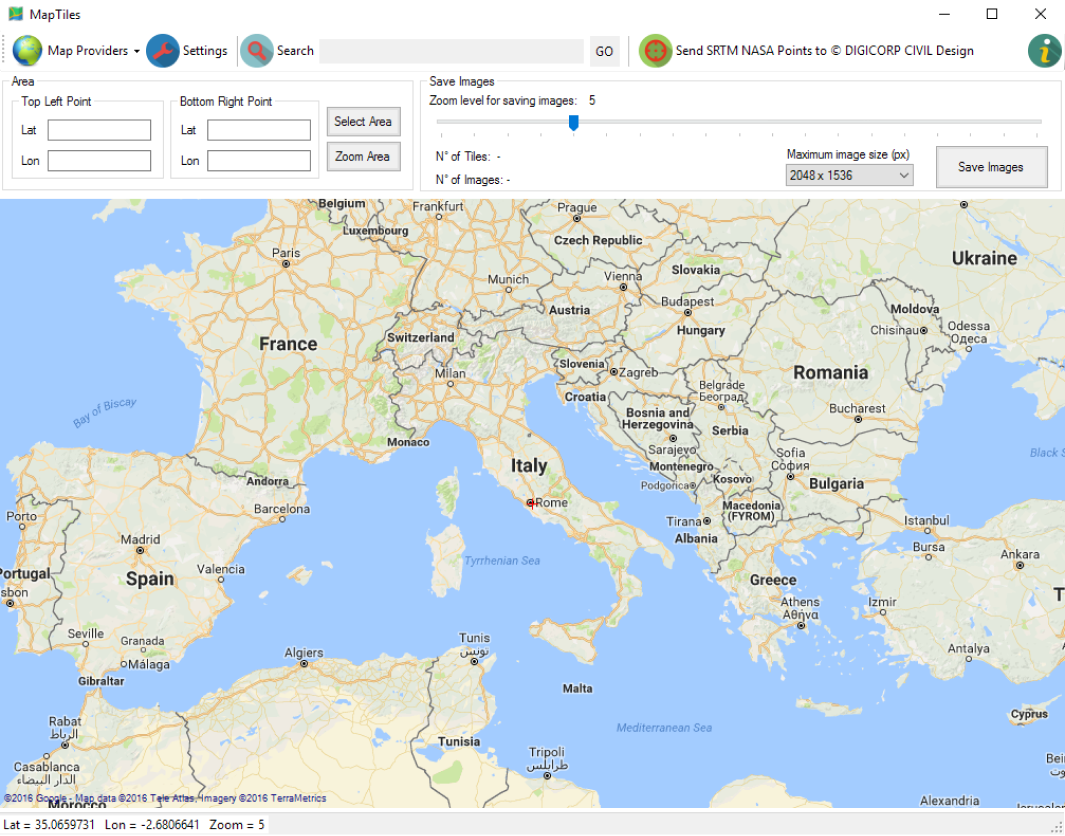 MapTiles
Map Providers
Settings
Search
GO
Send SRTM NASA Points to © DIGICORP CIVIL Design
Area
Top Left Point
Lat
Lon
Bottom Right Point
Lat
Lon
Select Area
Zoom Area
Save Images
Zoom level for saving images: 5
N° of Tiles: -
N° of Images: -
Maximum image size (px)
2048 x 1536
Save Images
Belgium
Frankfurt
Prague
Luxembourg
Czech Republic
Paris
Ukraine
Slovakia
Munich
Vienna
Budapest
Austria
Moldova
Hungary
Chisinau
Odessa
Одеса
France
Switzerland
Slovenia
Milan
Zagreb
Romania
Croatia
Belgrade
Београд
Bay of Biscay
Bosnia and
Herzegovina
Bucharest
Serbia
Monaco
Sarajevo
Sofia
София
Black S
Italy
Montenegro
Kosovo
Podgorica
Bulgaria
Andorra
Barcelona
Rome
Macedonia
(FYROM)
Porto
Tirana
Istanbul
Albania
Madrid
Bursa
Ankara
Tyrrhenian Sea
Valencia
Portugal
Spain
Greece
T
sbon
Athens
Αθήνα
Izmir
Seville
Granada
Tunis
تونس
Antalya
Algiers
Málaga
Gibraltar
Malta
Cyprus
Rabat
الرباط
Mediterranean Sea
Tunisia
Tripoli
طرابلس
Casablanca
الدار البيضاء
Bei
©2016 Google - Map data ©2016 Tele Atlas, Imagery ©2016 TerraMetrics
Morocco
Alexandria
Lat = 35.0659731 Lon = -2.6806641 Zoom = 5